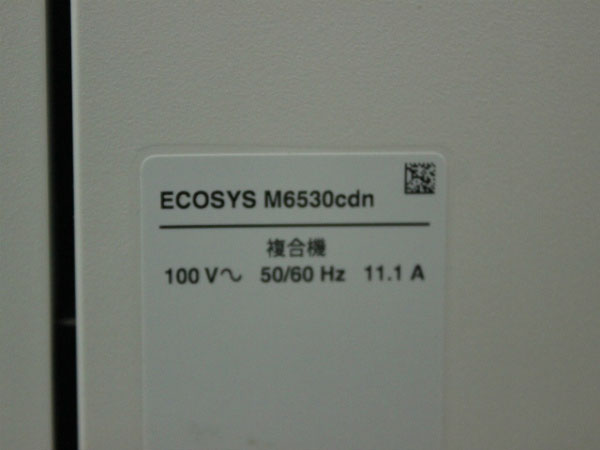 ECOSYS M6530cdn
複合機
100 V～ 50/60 Hz 11.1 A